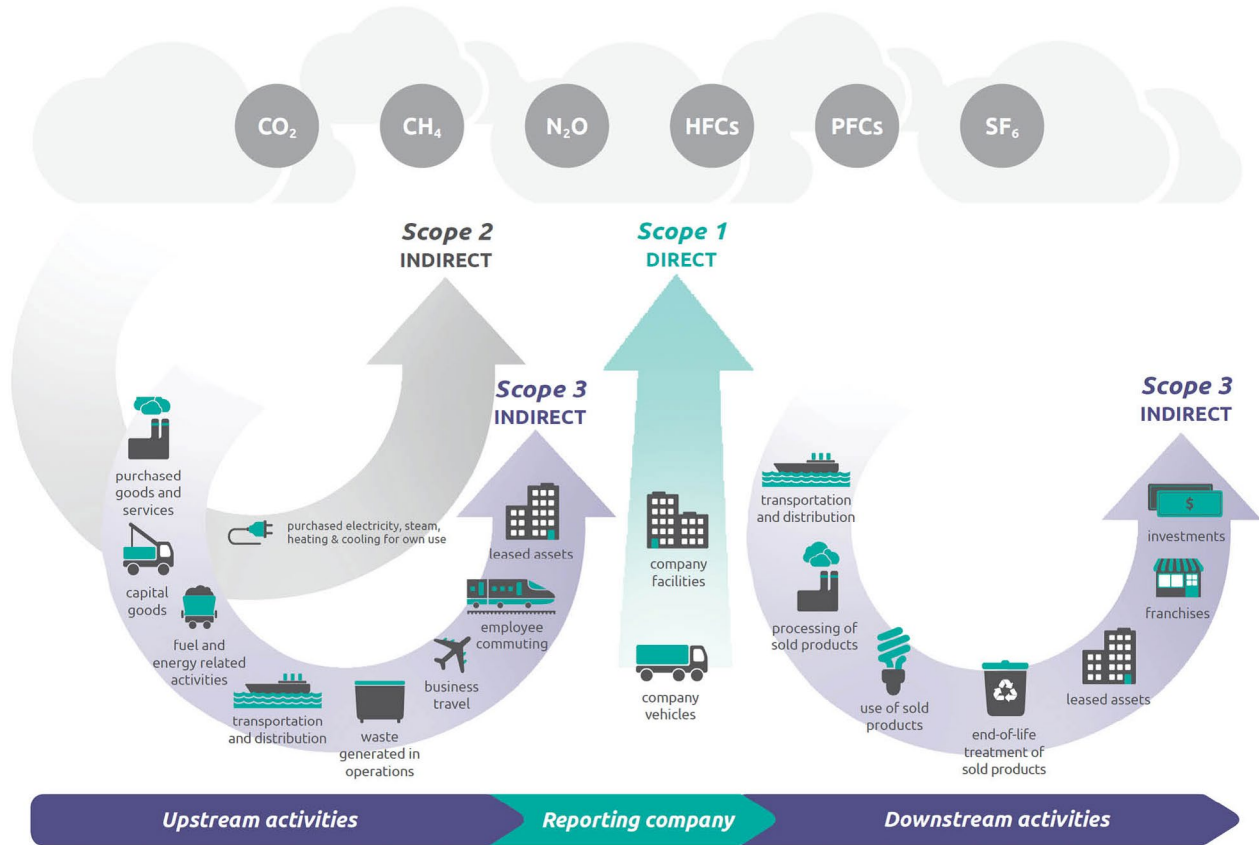 CO₂
CH₄
N₂O
HFCs
PFCs
SF₆
Scope 2
INDIRECT
Scope 1
DIRECT
Scope 3
INDIRECT
Scope 3
INDIRECT
purchased
goods and
services
capital
goods
fuel and
energy related
activities
transportation
and distribution
waste
generated in
operations
business
travel
employee
commuting
leased assets
purchased electricity, steam,
heating & cooling for own use
company
facilities
company
vehicles
transportation
and distribution
processing of
sold products
use of sold
products
end-of-life
treatment of
sold products
leased assets
franchises
$
investments
Upstream activities
Reporting company
Downstream activities